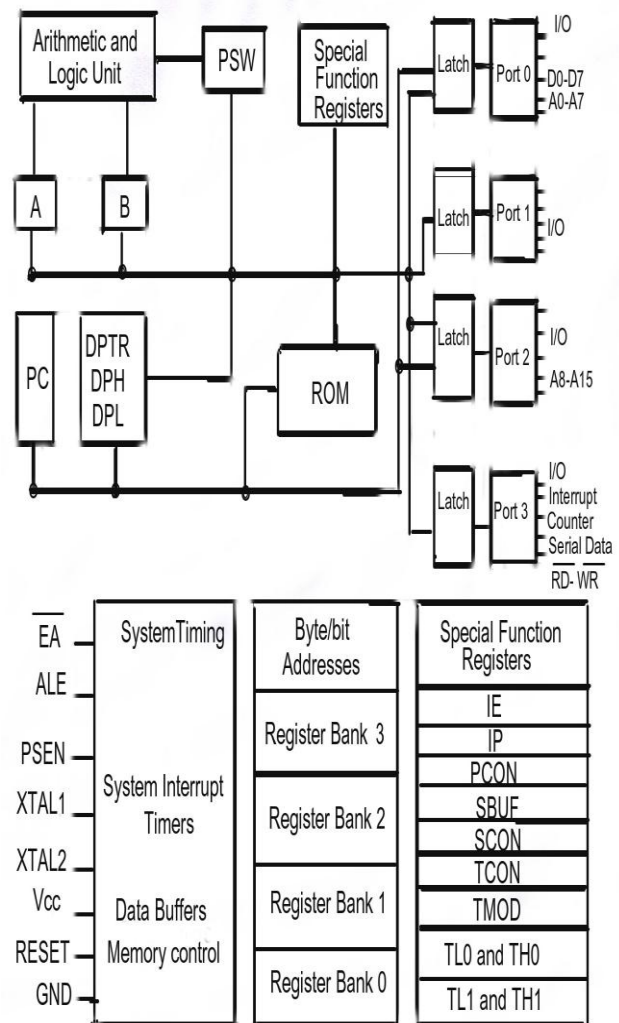 Arithmetic and
Logic Unit
PSW
Special
Function
Registers
Latch
Port 0
I/O
D0-D7
A0-A7
A
B
Latch
Port 1
I/O
PC
DPTR
DPH
DPL
ROM
Latch
Port 2
I/O
A8-A15
Latch
Port 3
I/O
Interrupt
Counter
Serial Data
R̅D̅- W̅R̅
E̅A̅
ALE
PSEN
XTAL1
XTAL2
Vcc
RESET
GND
SystemTiming
System Interrupt
Timers
Data Buffers
Memory control
Byte/bit
Addresses
Register Bank 3
Register Bank 2
Register Bank 1
Register Bank 0
Special Function
Registers
IE
IP
PCON
SBUF
SCON
TCON
TMOD
TL0 and TH0
TL1 and TH1